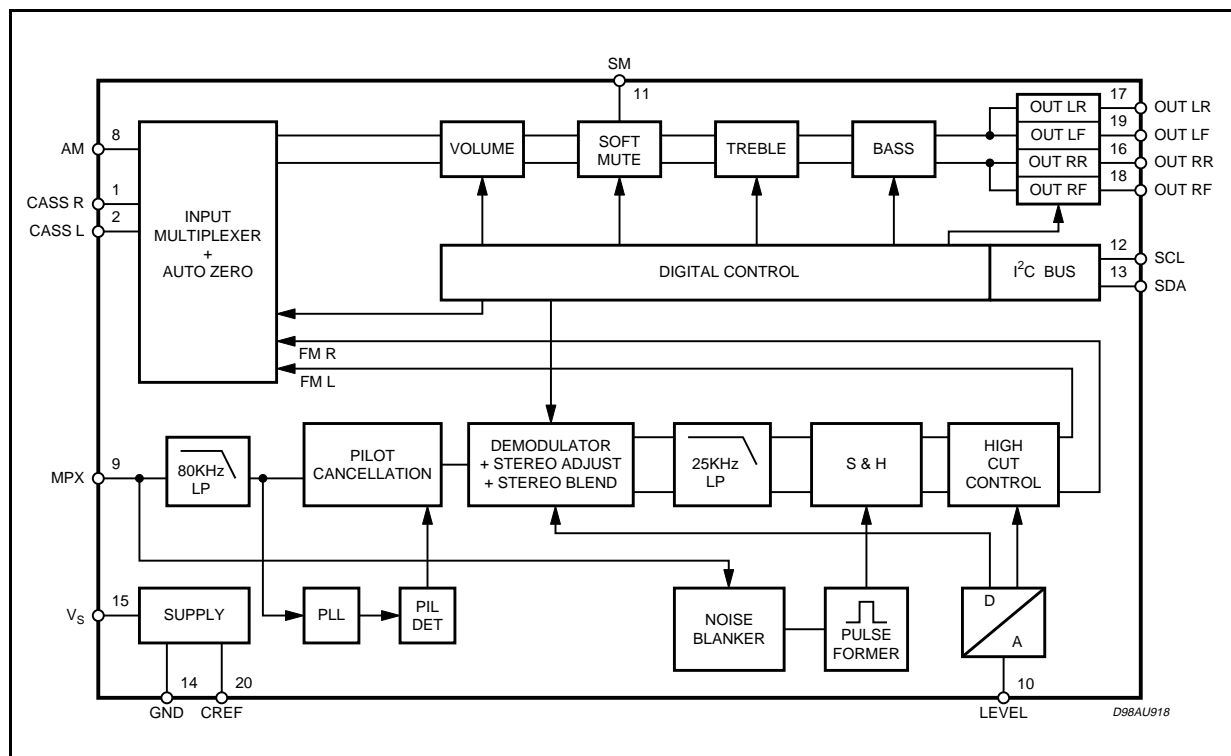 SM
11
17
OUT LR
OUT LR
19
AM
8
VOLUME
SOFT
MUTE
TREBLE
BASS
OUT LF
OUT LF
16
OUT RR
OUT RR
18
OUT RF
OUT RF
CASS R
1
CASS L
2
INPUT
MULTIPLEXER
+
AUTO ZERO
DIGITAL CONTROL
I²C BUS
12
SCL
13
SDA
FM R
FM L
MPX
9
80KHz
LP
PILOT
CANCELLATION
DEMODULATOR
+ STEREO ADJUST
+ STEREO BLEND
25KHz
LP
S & H
HIGH
CUT
CONTROL
VS
15
SUPPLY
PLL
PIL
DET
NOISE
BLANKER
PULSE
FORMER
D
A
14
20
10
GND
CREF
LEVEL
D98AU918